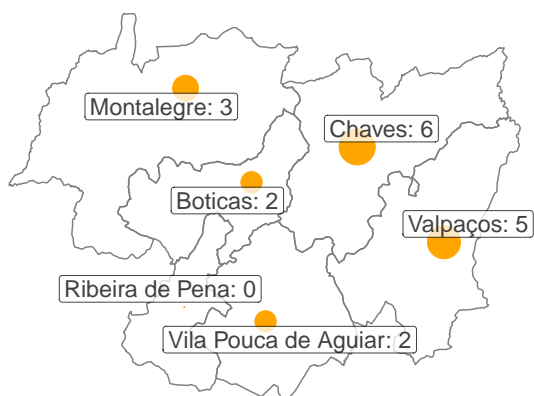 Montalegre: 3
Chaves: 6
Boticas: 2
Valpaços: 5
Ribeira de Pena: 0
Vila Pouca de Aguiar: 2